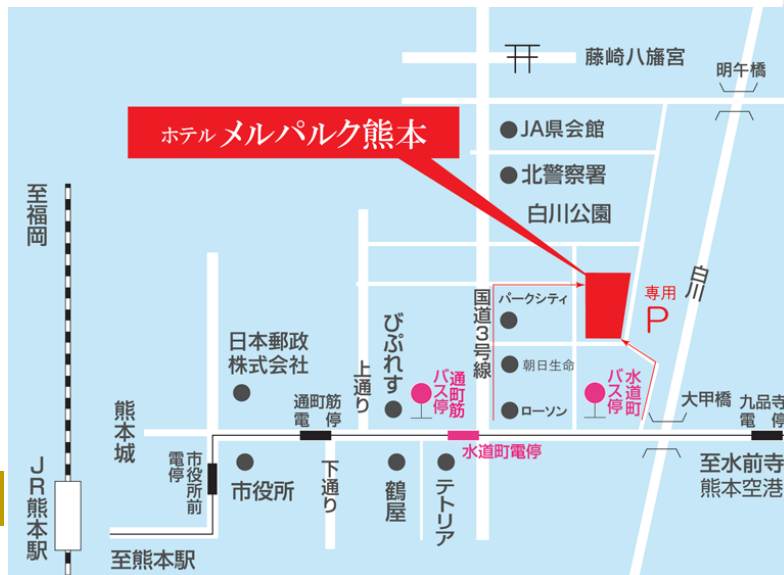 藤崎八旛宮
明午橋
ホテル メルパルク熊本
JA県会館
北警察署
白川公園
至福岡
白川
専用
P
国道3号線
パークシティ
日本郵政
株式会社
びぷれす
上通り
通町筋
バス停
朝日生命
水道町
バス停
熊本城
通町筋
電停
ローソン
大甲橋
九品寺
電停
水道町電停
市役所前
電停
市役所
下通り
鶴屋
テトリア
至水前寺
熊本空港
JR熊本駅
至熊本駅